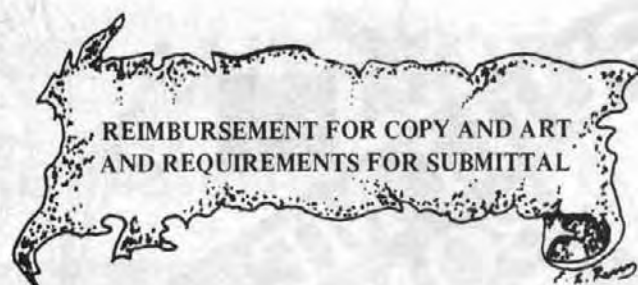 REIMBURSEMENT FOR COPY AND ART
AND REQUIREMENTS FOR SUBMITTAL